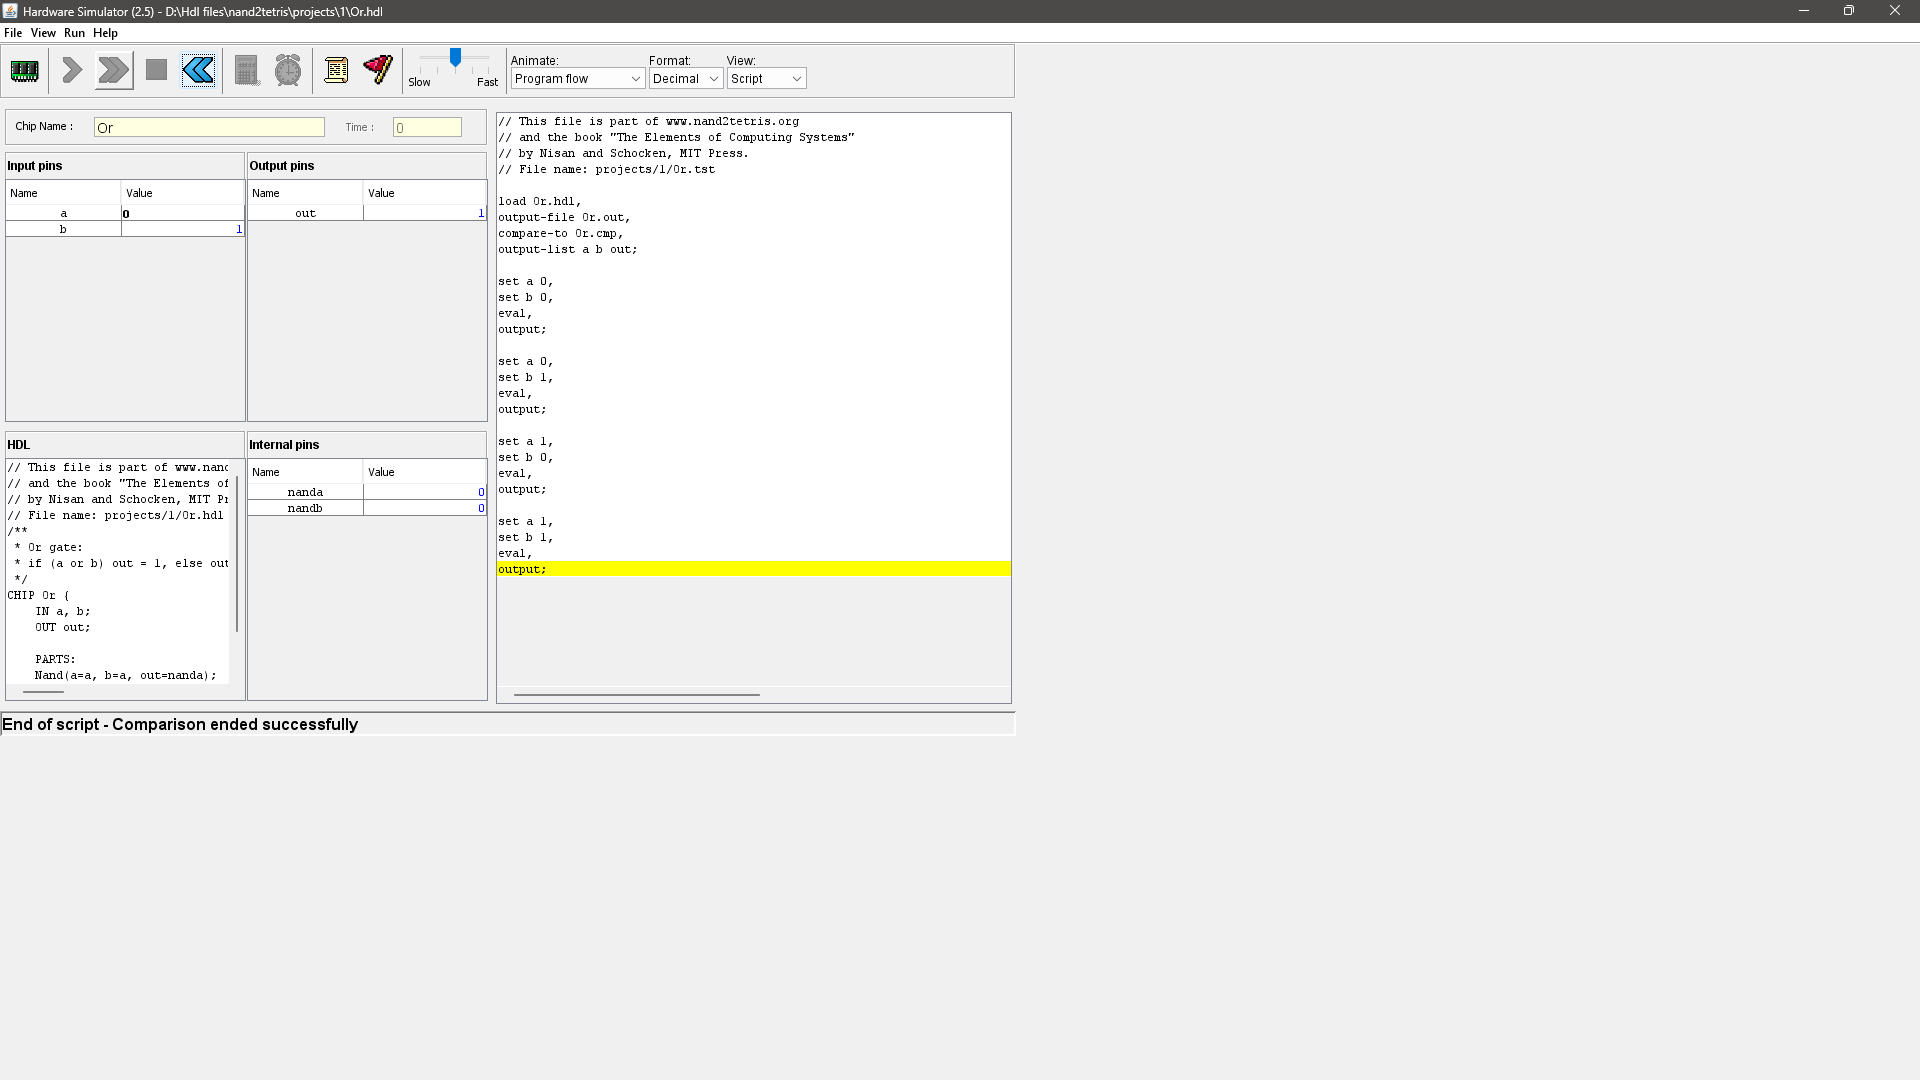 Hardware Simulator (2.5) - D:\Hdl files\nand2tetris\projects\1\Or.hdl
File View Run Help
Slow Fast
Animate: Format: View:
Program flow Decimal Script
Chip Name : Or Time : 0
Input pins
Name Value
a 0
b 1
Output pins
Name Value
out 1
HDL
// This file is part of www.nand
// and the book "The Elements of
// by Nisan and Schocken, MIT Pr
// File name: projects/1/Or.hdl
/**
* Or gate:
* if (a or b) out = 1, else out
*/
CHIP Or {
IN a, b;
OUT out;
PARTS:
Nand(a=a, b=a, out=nanda);
Internal pins
Name Value
nanda 0
nandb 0
// This file is part of www.nand2tetris.org
// and the book "The Elements of Computing Systems"
// by Nisan and Schocken, MIT Press.
// File name: projects/1/Or.tst
load Or.hdl,
output-file Or.out,
compare-to Or.cmp,
output-list a b out;
set a 0,
set b 0,
eval,
output;
set a 0,
set b 1,
eval,
output;
set a 1,
set b 0,
eval,
output;
set a 1,
set b 1,
eval,
output;
End of script - Comparison ended successfully